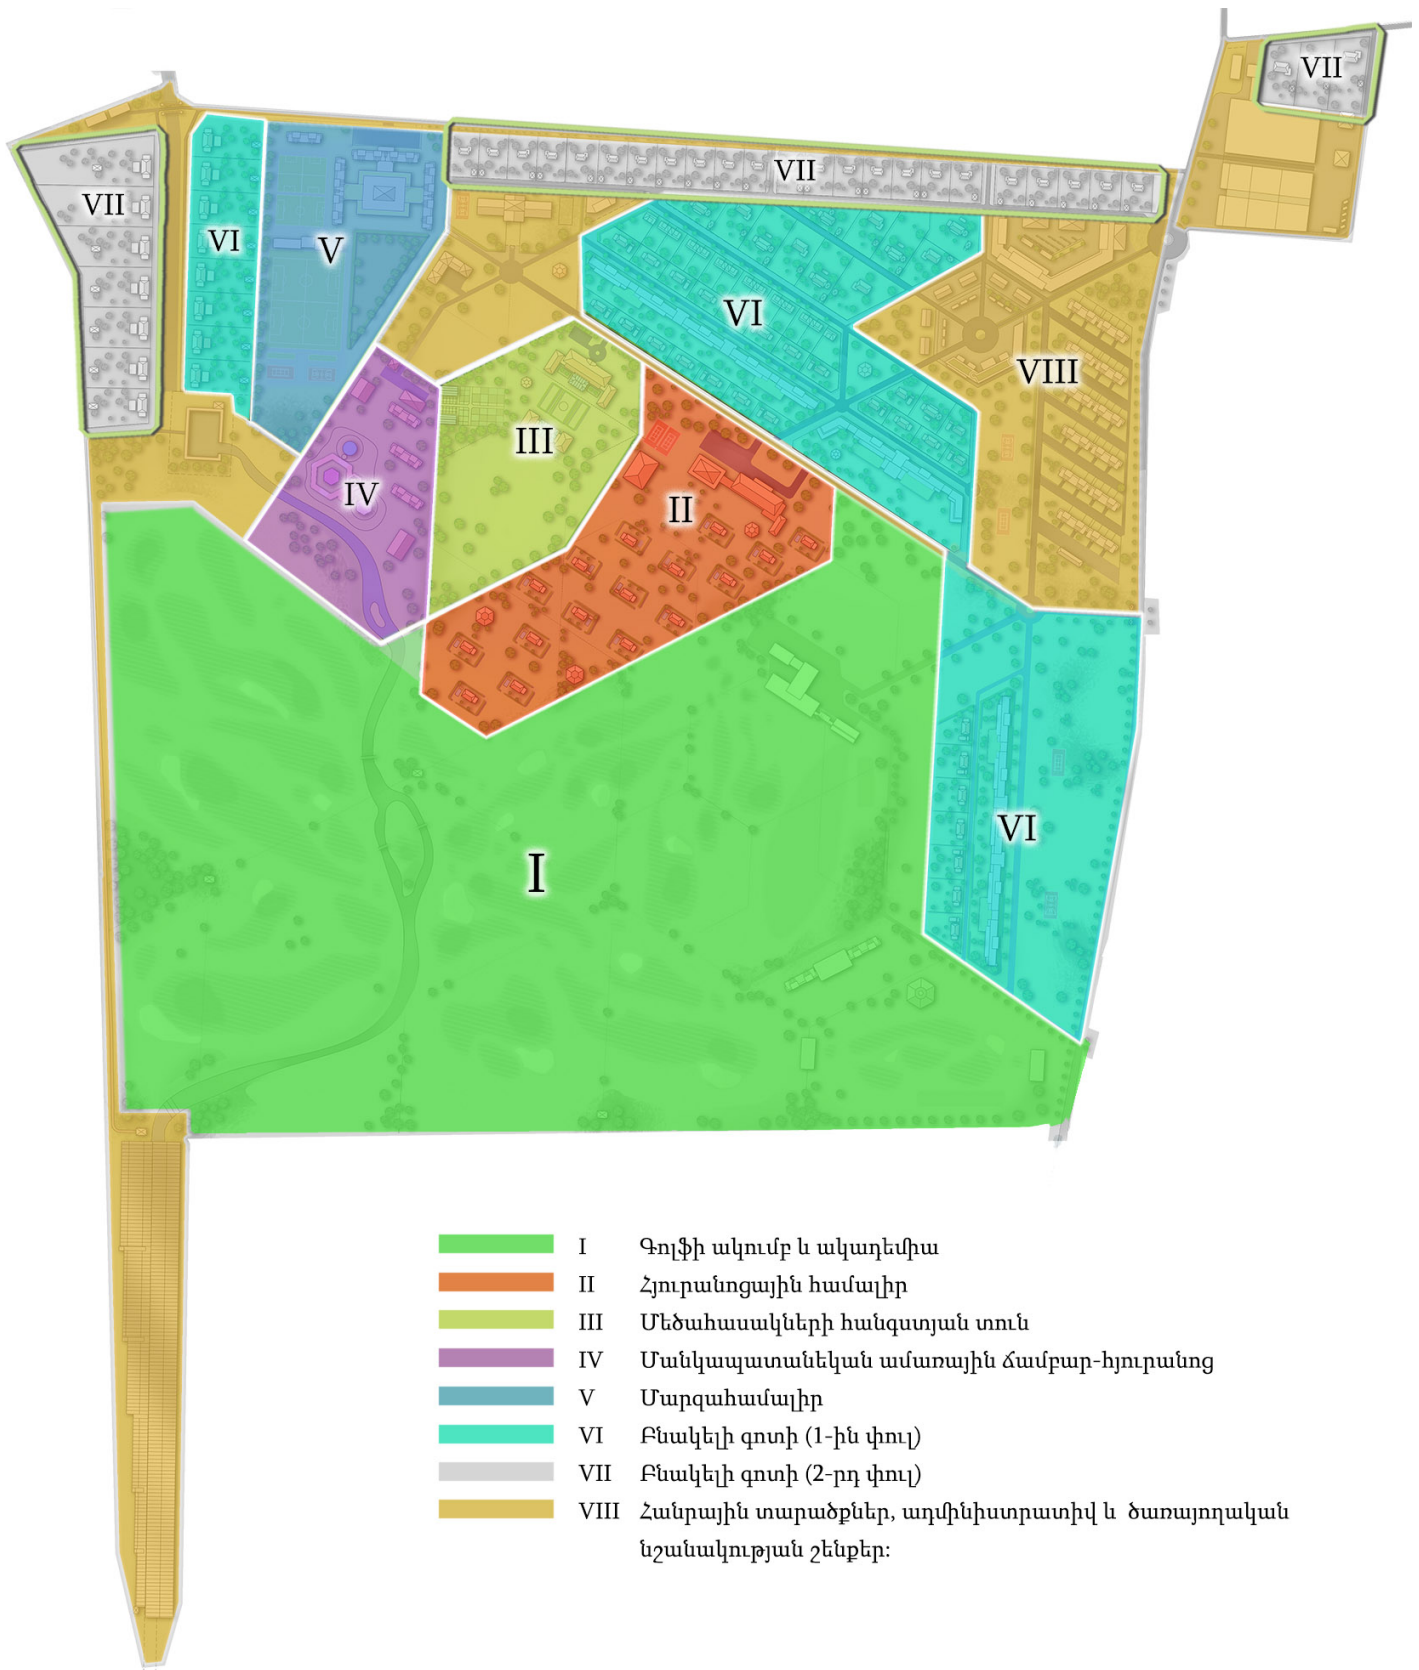 VII
VII
VII
VI
V
VI
VIII
III
IV
II
VI
I
I Գոլֆի ակումբ և ակադեմիա
II Հյուրանոցային համալիր
III Մեծահասակների հանգստյան տուն
IV Մանկապատանեկան ամառային ճամբար-հյուրանոց
V Մարզահամալիր
VI Բնակելի գոտի (1-ին փուլ)
VII Բնակելի գոտի (2-րդ փուլ)
VIII Հանրային տարածքներ, ադմինիստրատիվ և ծառայողական
նշանակության շենքեր: